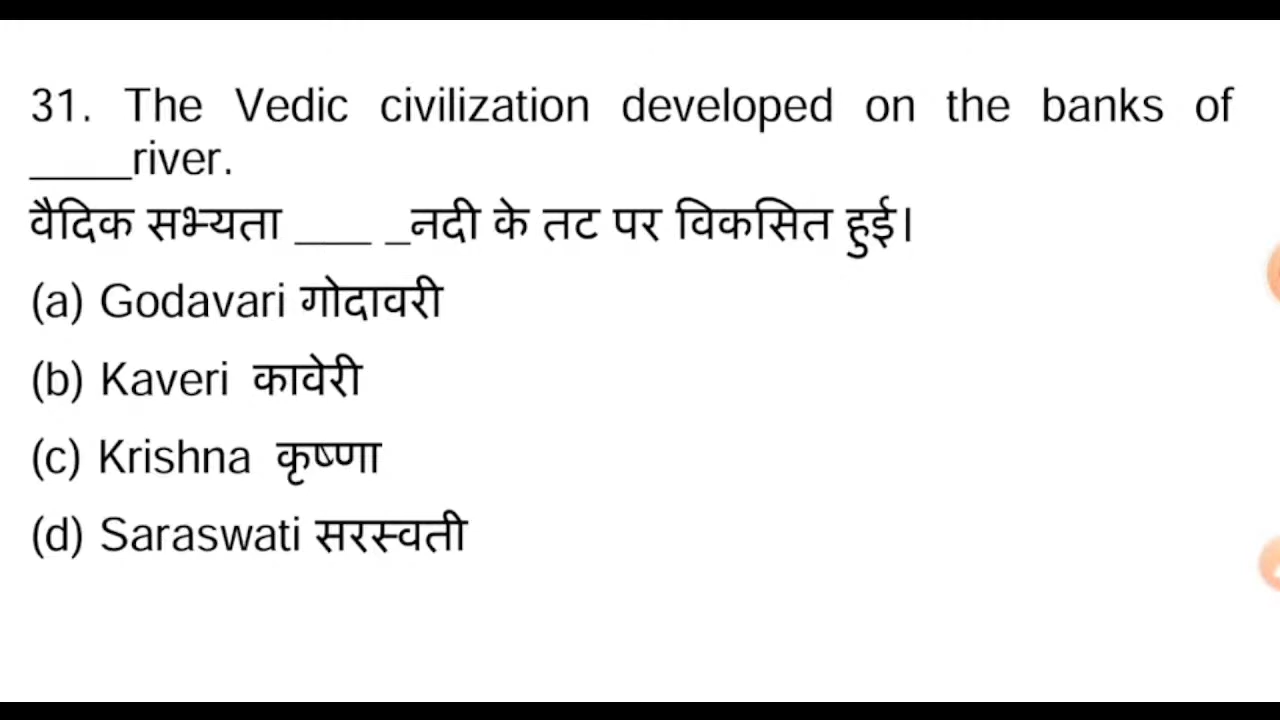 31. The Vedic civilization developed on the banks of
____river.
वैदिक सभ्यता ___ _नदी के तट पर विकसित हुई।
(a) Godavari गोदावरी
(b) Kaveri कावेरी
(c) Krishna कृष्णा
(d) Saraswati सरस्वती